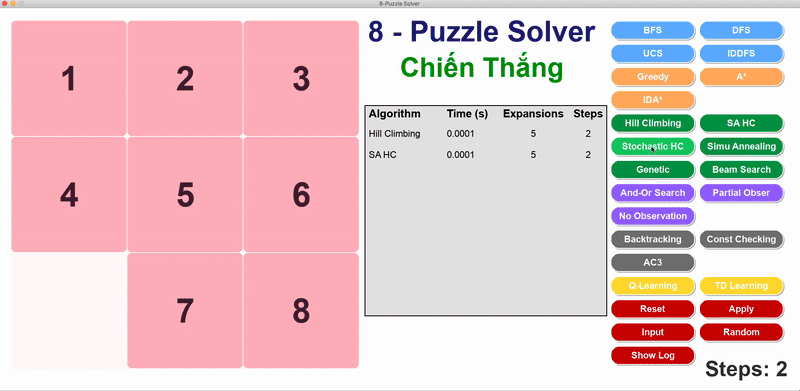 8-Puzzle Solver
8 - Puzzle Solver
Chiến Thắng
1 2 3
4 5 6
7 8
Algorithm Time (s) Expansions Steps
Hill Climbing 0.0001 5 2
SA HC 0.0001 5 2
BFS DFS
UCS IDDFS
Greedy A*
IDA*
Hill Climbing SA HC
Stochastic HC Simu Annealing
Genetic Beam Search
And-Or Search Partial Obser
No Observation
Backtracking Const Checking
AC3
Q-Learning TD Learning
Reset Apply
Input Random
Show Log
Steps: 2